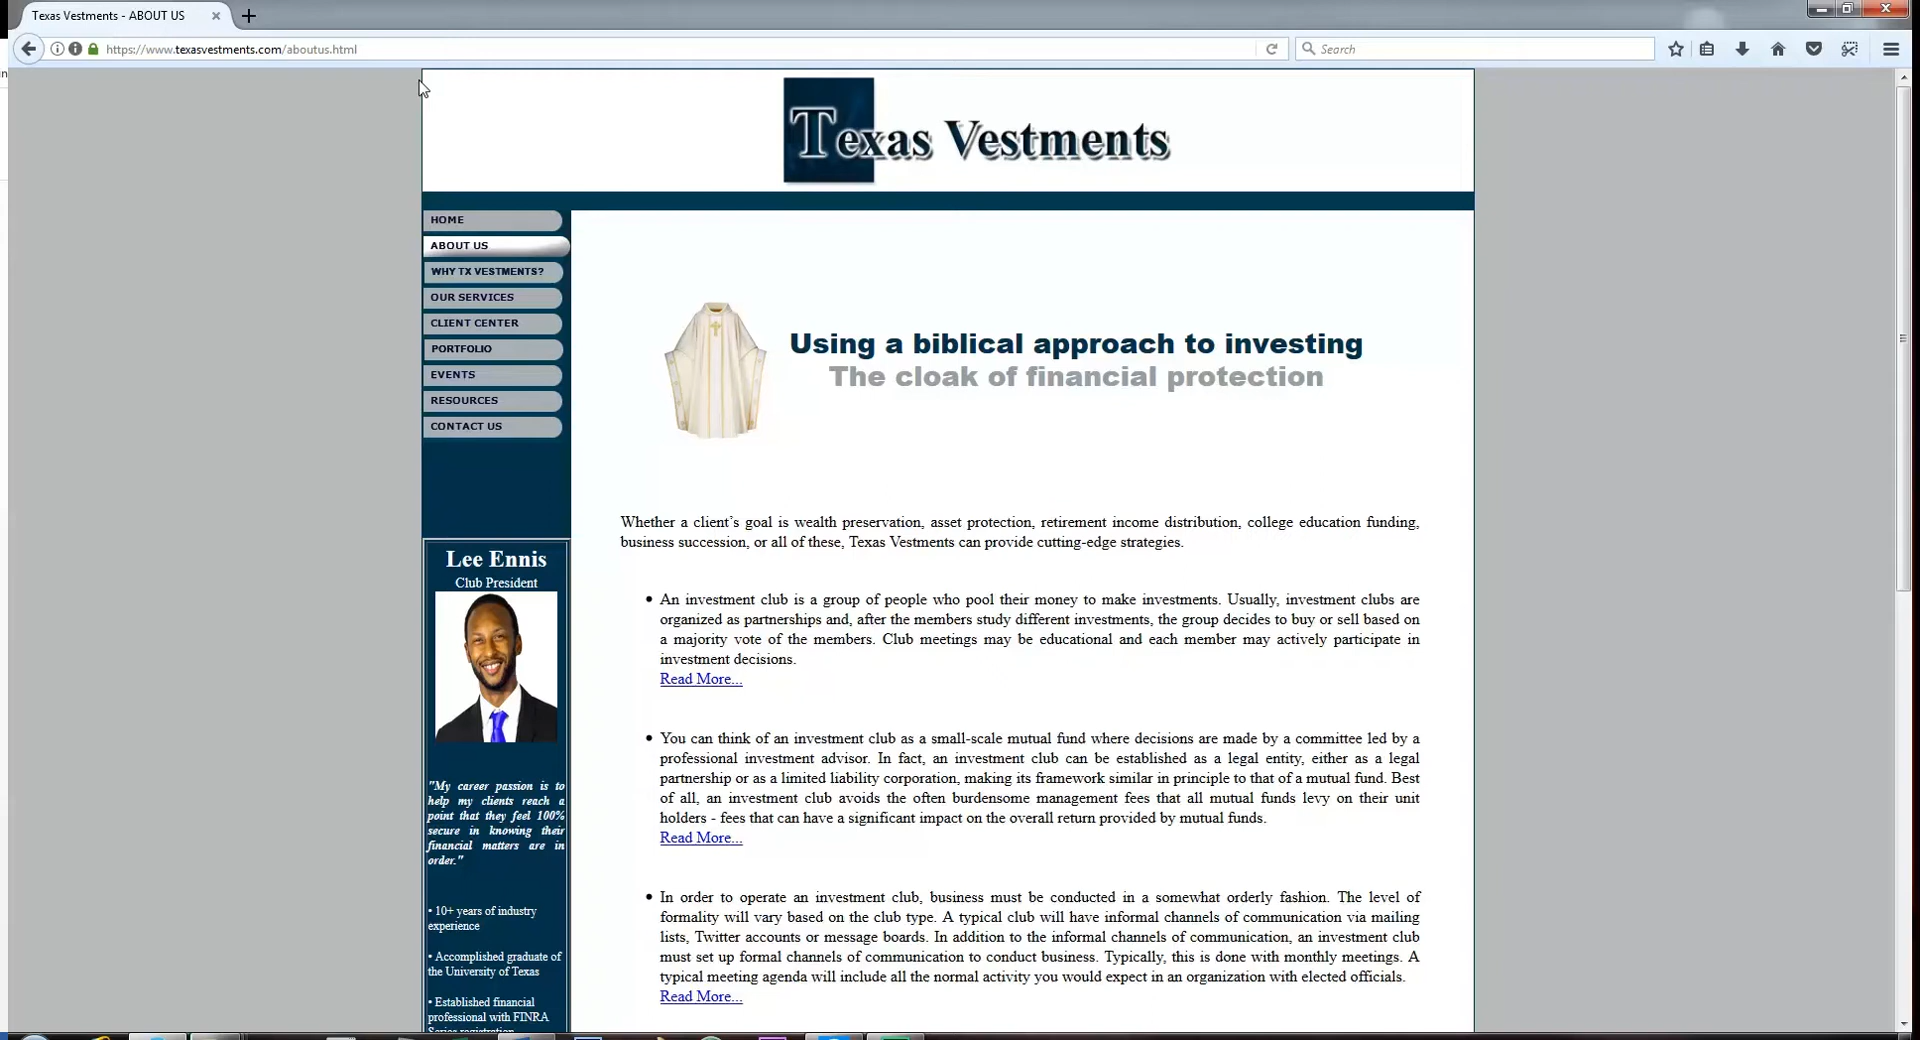 Texas Vestments - ABOUT US
https://www.texasvestments.com/aboutus.html
Search
Texas Vestments
HOME
ABOUT US
WHY TX VESTMENTS?
OUR SERVICES
CLIENT CENTER
PORTFOLIO
EVENTS
RESOURCES
CONTACT US
Lee Ennis
Club President
"My career passion is to
help my clients reach a
point that they feel 100%
secure in knowing their
financial matters are in
order."
• 10+ years of industry
experience
• Accomplished graduate of
the University of Texas
• Established financial
professional with FINRA
Using a biblical approach to investing
The cloak of financial protection
Whether a client’s goal is wealth preservation, asset protection, retirement income distribution, college education funding,
business succession, or all of these, Texas Vestments can provide cutting-edge strategies.
• An investment club is a group of people who pool their money to make investments. Usually, investment clubs are
organized as partnerships and, after the members study different investments, the group decides to buy or sell based on
a majority vote of the members. Club meetings may be educational and each member may actively participate in
investment decisions.
Read More...
• You can think of an investment club as a small-scale mutual fund where decisions are made by a committee led by a
professional investment advisor. In fact, an investment club can be established as a legal entity, either as a legal
partnership or as a limited liability corporation, making its framework similar in principle to that of a mutual fund. Best
of all, an investment club avoids the often burdensome management fees that all mutual funds levy on their unit
holders - fees that can have a significant impact on the overall return provided by mutual funds.
Read More...
• In order to operate an investment club, business must be conducted in a somewhat orderly fashion. The level of
formality will vary based on the club type. A typical club will have informal channels of communication via mailing
lists, Twitter accounts or message boards. In addition to the informal channels of communication, an investment club
must set up formal channels of communication to conduct business. Typically, this is done with monthly meetings. A
typical meeting agenda will include all the normal activity you would expect in an organization with elected officials.
Read More...